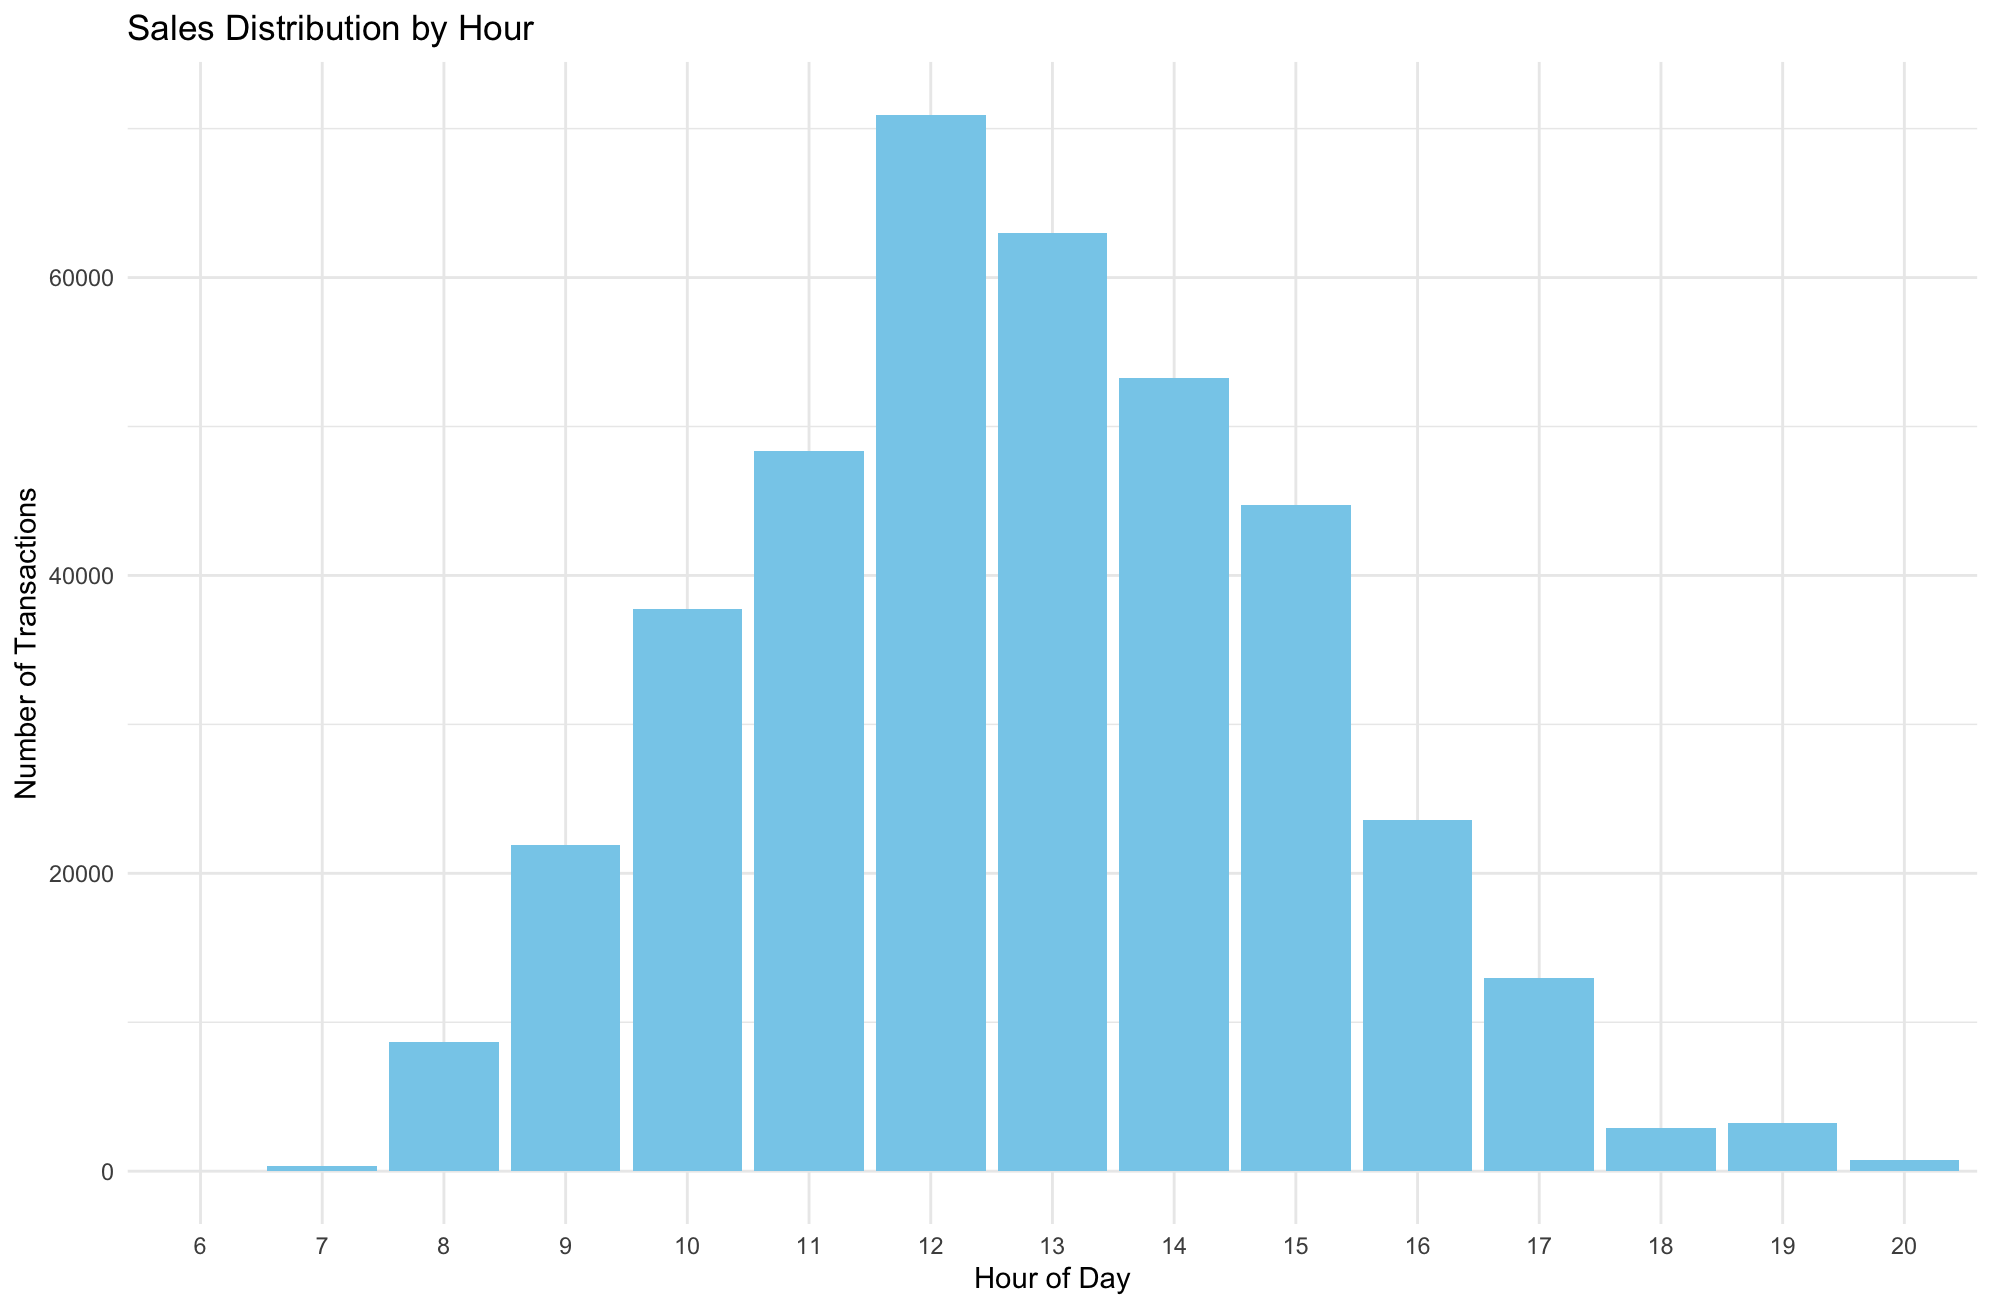 Sales Distribution by Hour
Number of Transactions
60000
40000
20000
0
6 7 8 9 10 11 12 13 14 15 16 17 18 19 20
Hour of Day